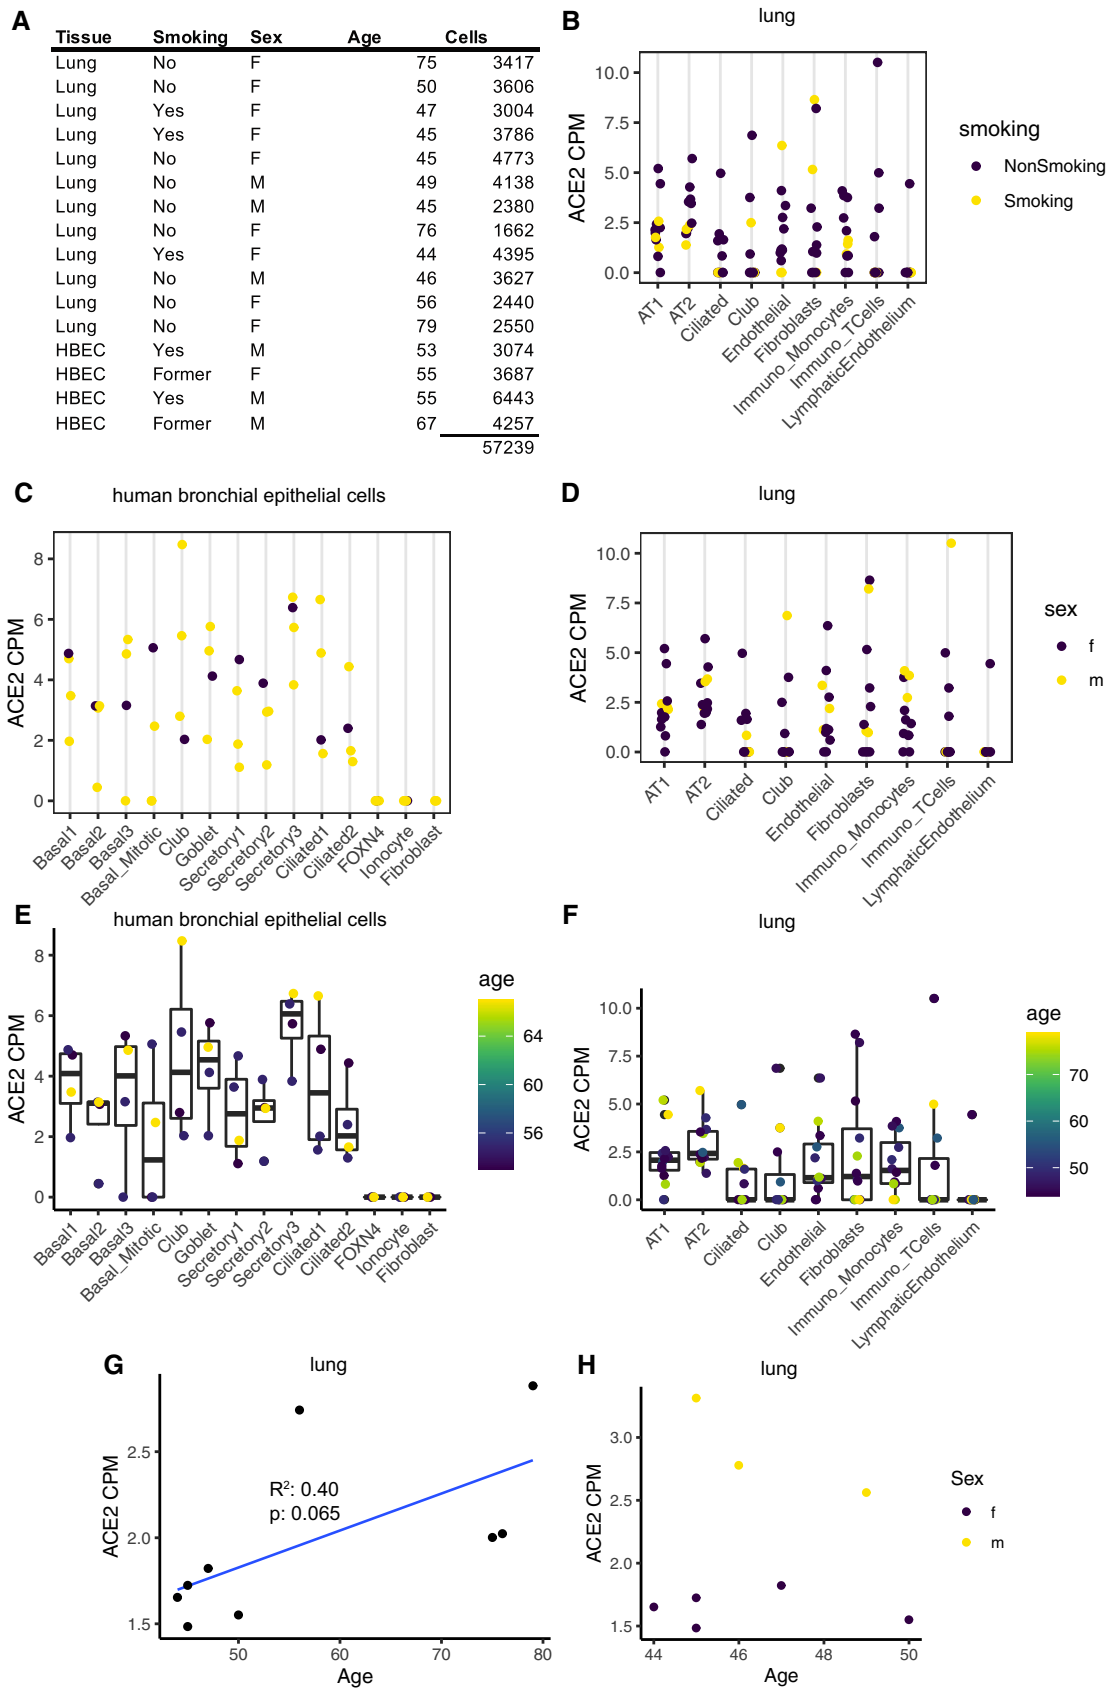 A
Tissue Smoking Sex Age Cells
Lung No F 75 3417
Lung No F 50 3606
Lung Yes F 47 3004
Lung Yes F 45 3786
Lung No F 45 4773
Lung No M 49 4138
Lung No M 45 2380
Lung No F 76 1662
Lung Yes F 44 4395
Lung No M 46 3627
Lung No F 56 2440
Lung No F 79 2550
HBEC Yes M 53 3074
HBEC Former F 55 3687
HBEC Yes M 55 6443
HBEC Former M 67 4257
57239
B
lung
ACE2 CPM
10.0
7.5
5.0
2.5
0.0
AT1
AT2
Ciliated
Club
Endothelial
Fibroblasts
Immuno_Monocytes
Immuno_TCells
LymphaticEndothelium
smoking
NonSmoking
Smoking
C
human bronchial epithelial cells
ACE2 CPM
8
6
4
2
0
Basal1
Basal2
Basal3
Basal_Mitotic
Club
Goblet
Secretory1
Secretory2
Secretory3
Ciliated1
Ciliated2
FOXN4
Ionocyte
Fibroblast
D
lung
ACE2 CPM
10.0
7.5
5.0
2.5
0.0
AT1
AT2
Ciliated
Club
Endothelial
Fibroblasts
Immuno_Monocytes
Immuno_TCells
LymphaticEndothelium
sex
f
m
E
human bronchial epithelial cells
ACE2 CPM
8
6
4
2
0
Basal1
Basal2
Basal3
Basal_Mitotic
Club
Goblet
Secretory1
Secretory2
Secretory3
Ciliated1
Ciliated2
FOXN4
Ionocyte
Fibroblast
age
64
60
56
F
lung
ACE2 CPM
10.0
7.5
5.0
2.5
0.0
AT1
AT2
Ciliated
Club
Endothelial
Fibroblasts
Immuno_Monocytes
Immuno_TCells
LymphaticEndothelium
age
70
60
50
G
lung
ACE2 CPM
2.5
2.0
1.5
R²: 0.40
p: 0.065
50 60 70 80
Age
H
lung
ACE2 CPM
3.0
2.5
2.0
1.5
44 46 48 50
Age
Sex
f
m